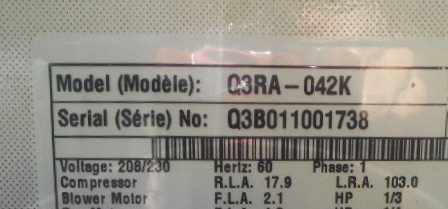 Model (Modèle): Q3RA-042K
Serial (Série) No: Q3B011001738
Voltage: 208/230 Hertz: 60 Phase: 1
Compressor R.L.A. 17.9 L.R.A. 103.0
Blower Motor F.L.A. 2.1 HP 1/3